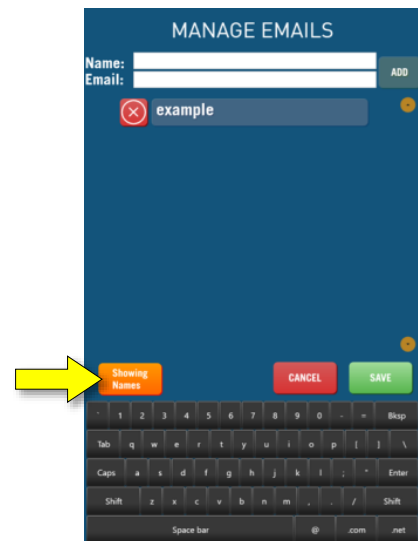 MANAGE EMAILS
Name:
Email:
ADD
example
Showing
Names
CANCEL
SAVE
` 1 2 3 4 5 6 7 8 9 0 - = Bksp
Tab q w e r t y u i o p [ ] \
Caps a s d f g h j k l ; ' Enter
Shift z x c v b n m , . / Shift
Space bar @ .com .net